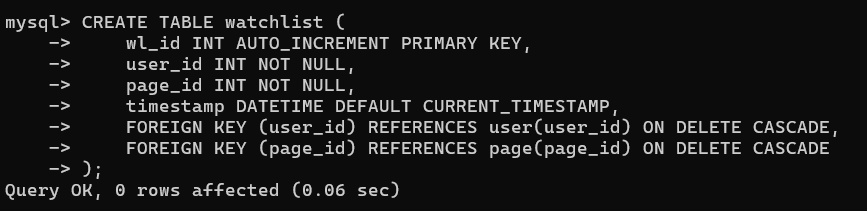 mysql> CREATE TABLE watchlist (
    ->     wl_id INT AUTO_INCREMENT PRIMARY KEY,
    ->     user_id INT NOT NULL,
    ->     page_id INT NOT NULL,
    ->     timestamp DATETIME DEFAULT CURRENT_TIMESTAMP,
    ->     FOREIGN KEY (user_id) REFERENCES user(user_id) ON DELETE CASCADE,
    ->     FOREIGN KEY (page_id) REFERENCES page(page_id) ON DELETE CASCADE
    -> );
Query OK, 0 rows affected (0.06 sec)